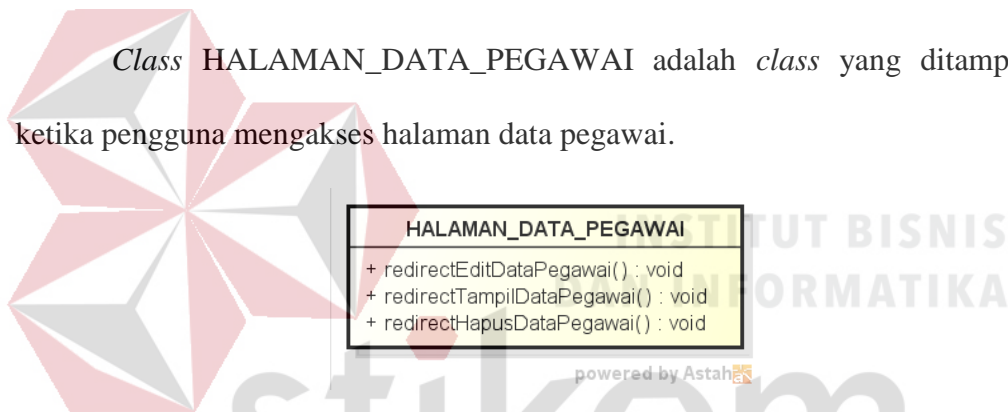 Class HALAMAN_DATA_PEGAWAI adalah class yang ditamp
ketika pengguna mengakses halaman data pegawai.
HALAMAN_DATA_PEGAWAI
+ redirectEditDataPegawai() : void
+ redirectTampilDataPegawai() : void
+ redirectHapusDataPegawai() : void
INSTITUT BISNIS
DAN INFORMATIKA
powered by Astah
stikom